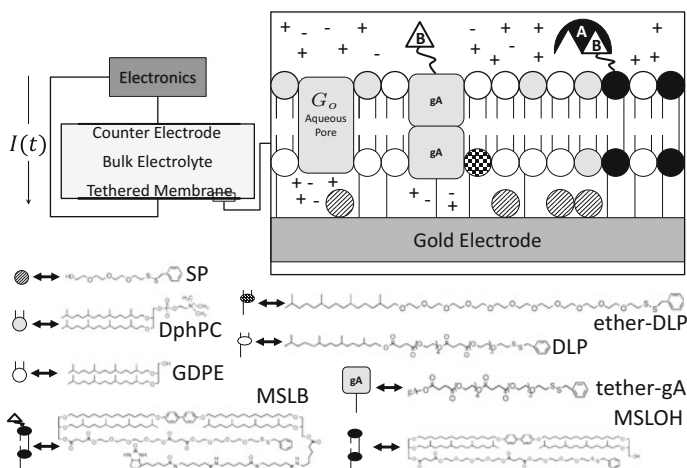 Electronics
I(t)
Counter Electrode
Bulk Electrolyte
Tethered Membrane
B
A
B
G_o
Aqueous
Pore
gA
gA
Gold Electrode
SP
DphPC
GDPE
ether-DLP
DLP
MSLB
gA
tether-gA
MSLOH